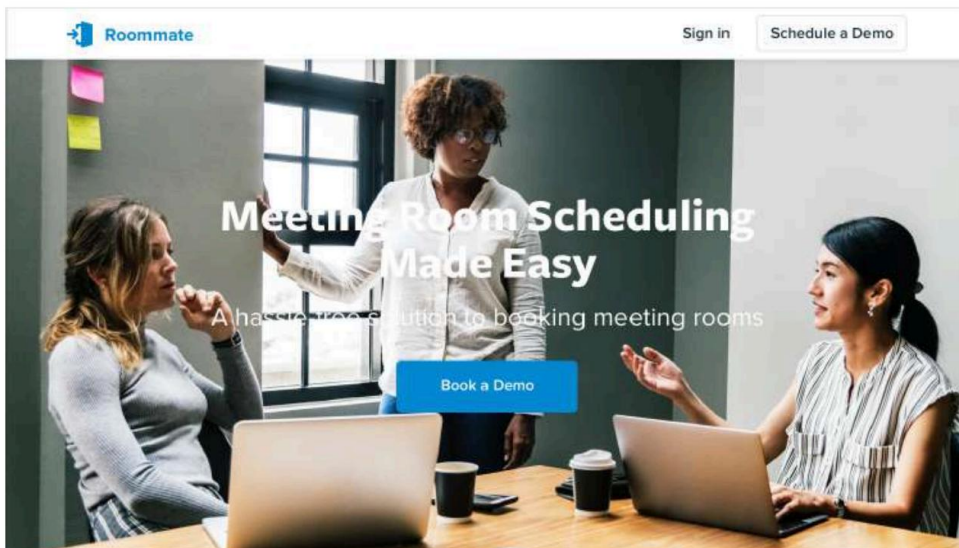 Roommate
Sign in
Schedule a Demo
Meeting Room Scheduling
Made Easy
A hassle-free solution to booking meeting rooms
Book a Demo